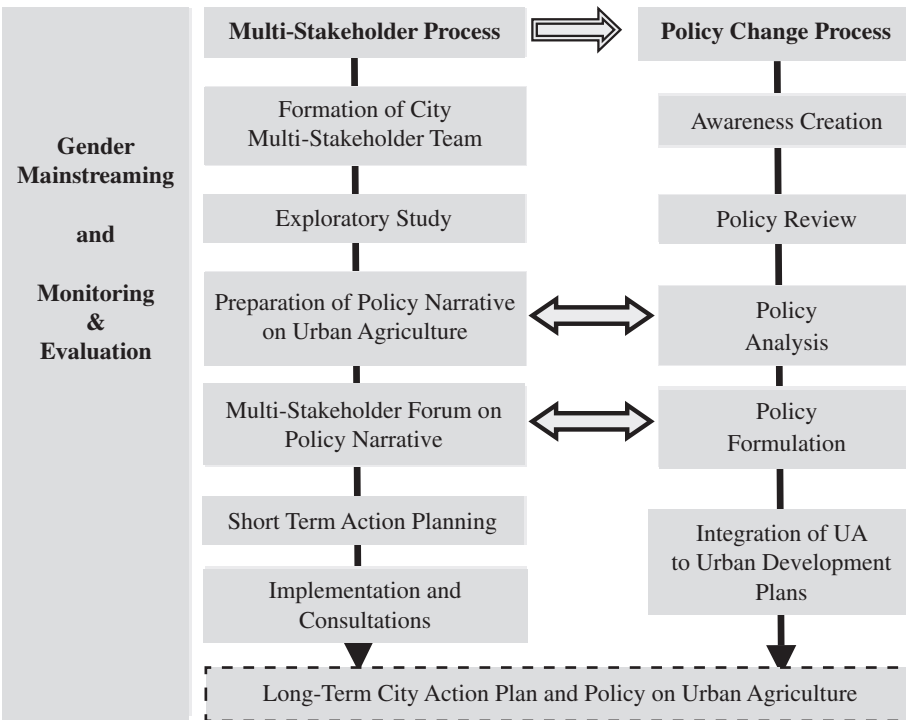 Gender
Mainstreaming
and
Monitoring
&
Evaluation
Multi-Stakeholder Process
Formation of City
Multi-Stakeholder Team
Exploratory Study
Preparation of Policy Narrative
on Urban Agriculture
Multi-Stakeholder Forum on
Policy Narrative
Short Term Action Planning
Implementation and
Consultations
Policy Change Process
Awareness Creation
Policy Review
Policy
Analysis
Policy
Formulation
Integration of UA
to Urban Development
Plans
Long-Term City Action Plan and Policy on Urban Agriculture